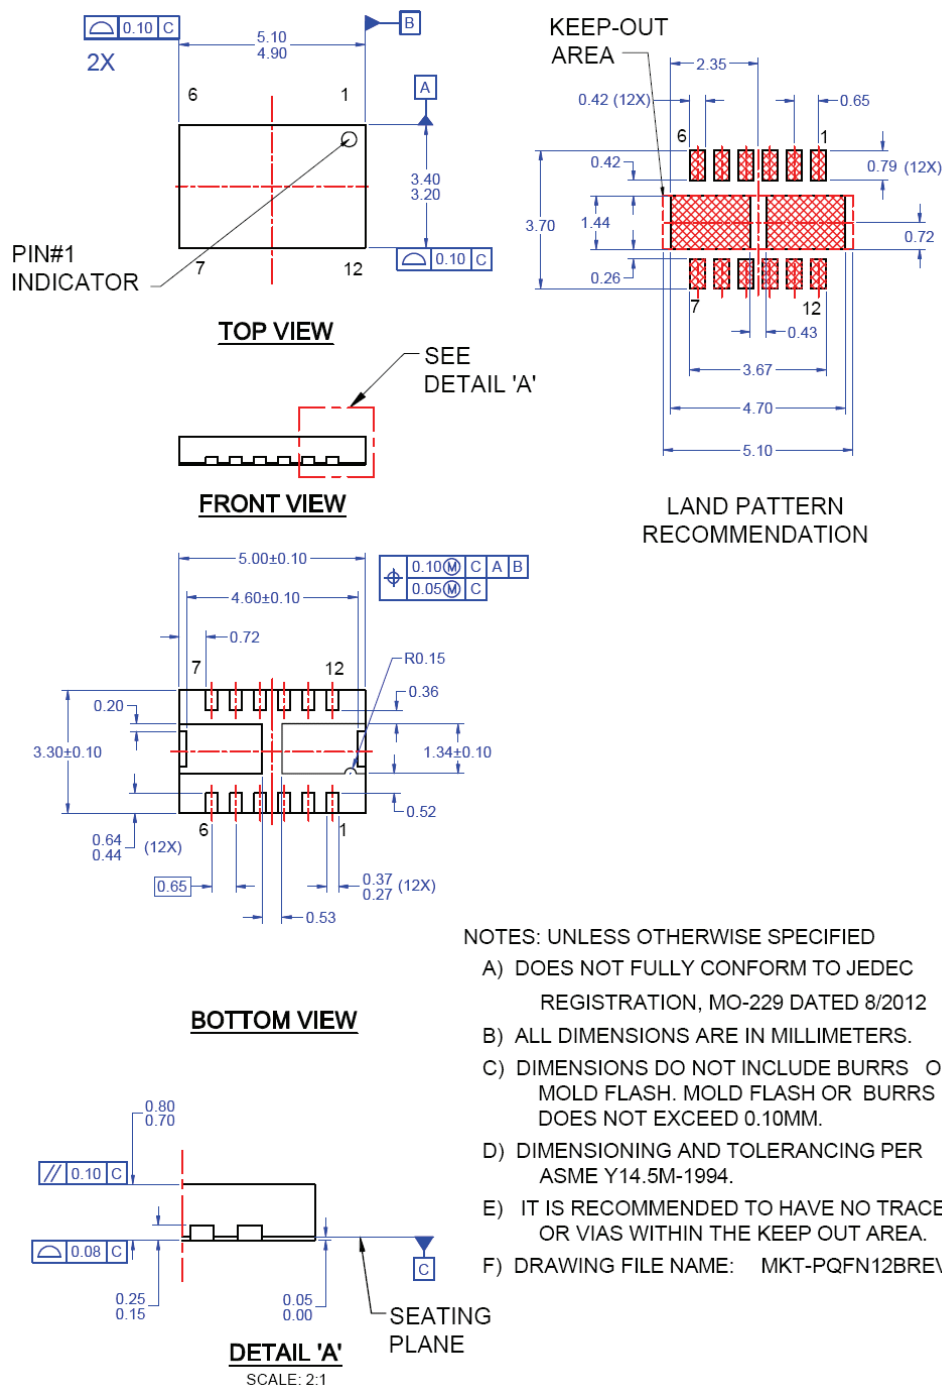 0.10 C
2X
5.10
4.90
B
A
6
1
3.40
3.20
7
12
0.10 C
PIN#1
INDICATOR
TOP VIEW
KEEP-OUT
AREA
2.35
0.42 (12X)
0.65
6
1
0.42
0.79 (12X)
3.70
1.44
0.72
0.26
7
12
0.43
3.67
4.70
5.10
LAND PATTERN
RECOMMENDATION
SEE
DETAIL 'A'
FRONT VIEW
5.00±0.10
0.10Ⓜ C A B
0.05Ⓜ C
4.60±0.10
0.72
7
12
R0.15
0.20
0.36
3.30±0.10
1.34±0.10
0.52
6
1
0.64
0.44 (12X)
0.65
0.37
0.27 (12X)
0.53
BOTTOM VIEW
NOTES: UNLESS OTHERWISE SPECIFIED
A) DOES NOT FULLY CONFORM TO JEDEC
REGISTRATION, MO-229 DATED 8/2012
B) ALL DIMENSIONS ARE IN MILLIMETERS.
C) DIMENSIONS DO NOT INCLUDE BURRS O
MOLD FLASH. MOLD FLASH OR BURRS
DOES NOT EXCEED 0.10MM.
D) DIMENSIONING AND TOLERANCING PER
ASME Y14.5M-1994.
E) IT IS RECOMMENDED TO HAVE NO TRACE
OR VIAS WITHIN THE KEEP OUT AREA.
F) DRAWING FILE NAME: MKT-PQFN12BREV
0.80
0.70
// 0.10 C
0.08 C
0.25
0.15
0.05
0.00
C
SEATING
PLANE
DETAIL 'A'
SCALE: 2:1